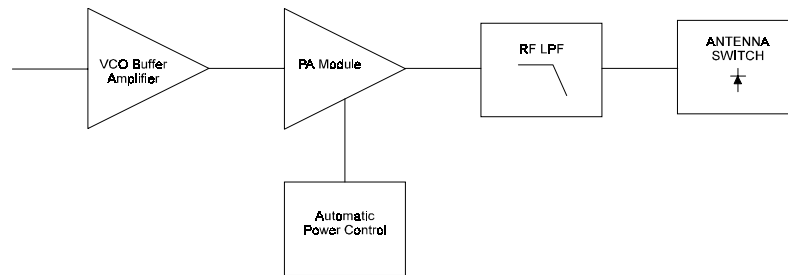 VCO Buffer
Amplifier
PA Module
RF LPF
ANTENNA
SWITCH
Automatic
Power Control